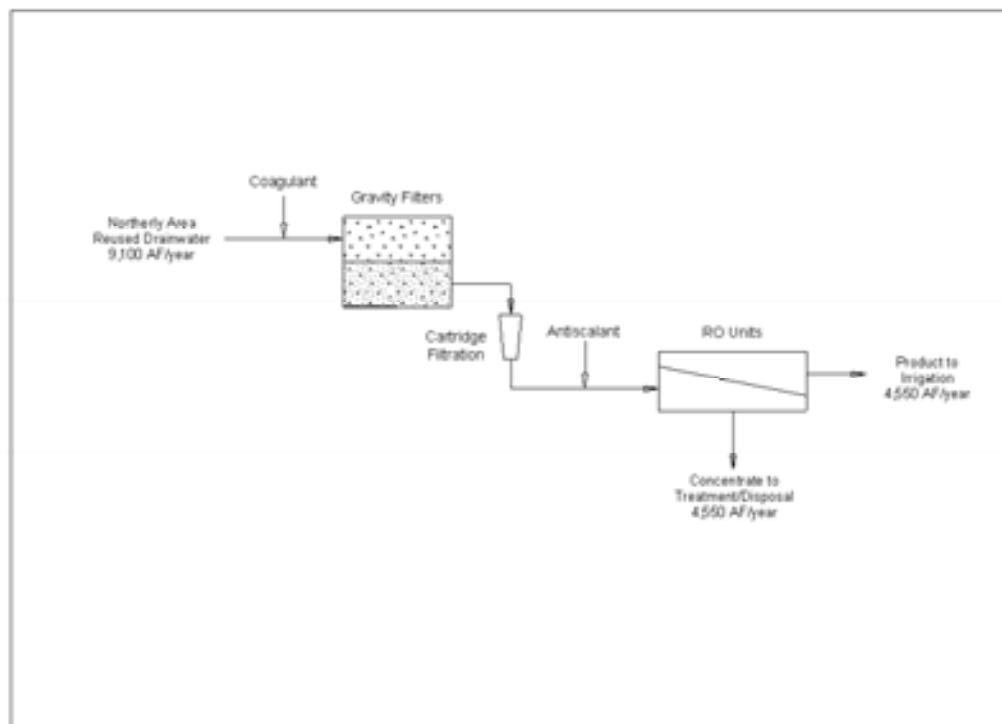 Coagulant
Gravity Filters
Northerly Area
Reused Drainwater
9,100 AF/year
Cartridge
Filtration
Antiscalant
RO Units
Product to
Irrigation
4,550 AF/year
Concentrate to
Treatment/Disposal
4,550 AF/year